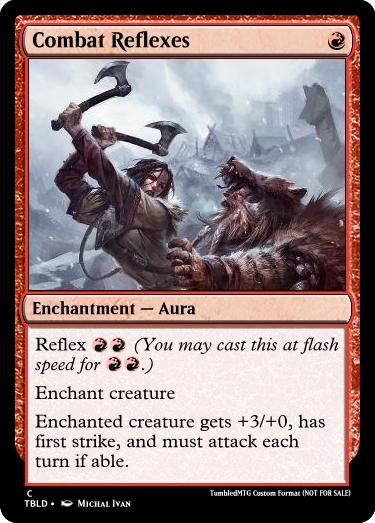 Combat Reflexes
Enchantment — Aura
Reflex (You may cast this at flash
speed for .)
Enchant creature
Enchanted creature gets +3/+0, has
first strike, and must attack each
turn if able.
C
TBLD • MICHAL IVAN
TumbledMTG Custom Format (NOT FOR SALE)